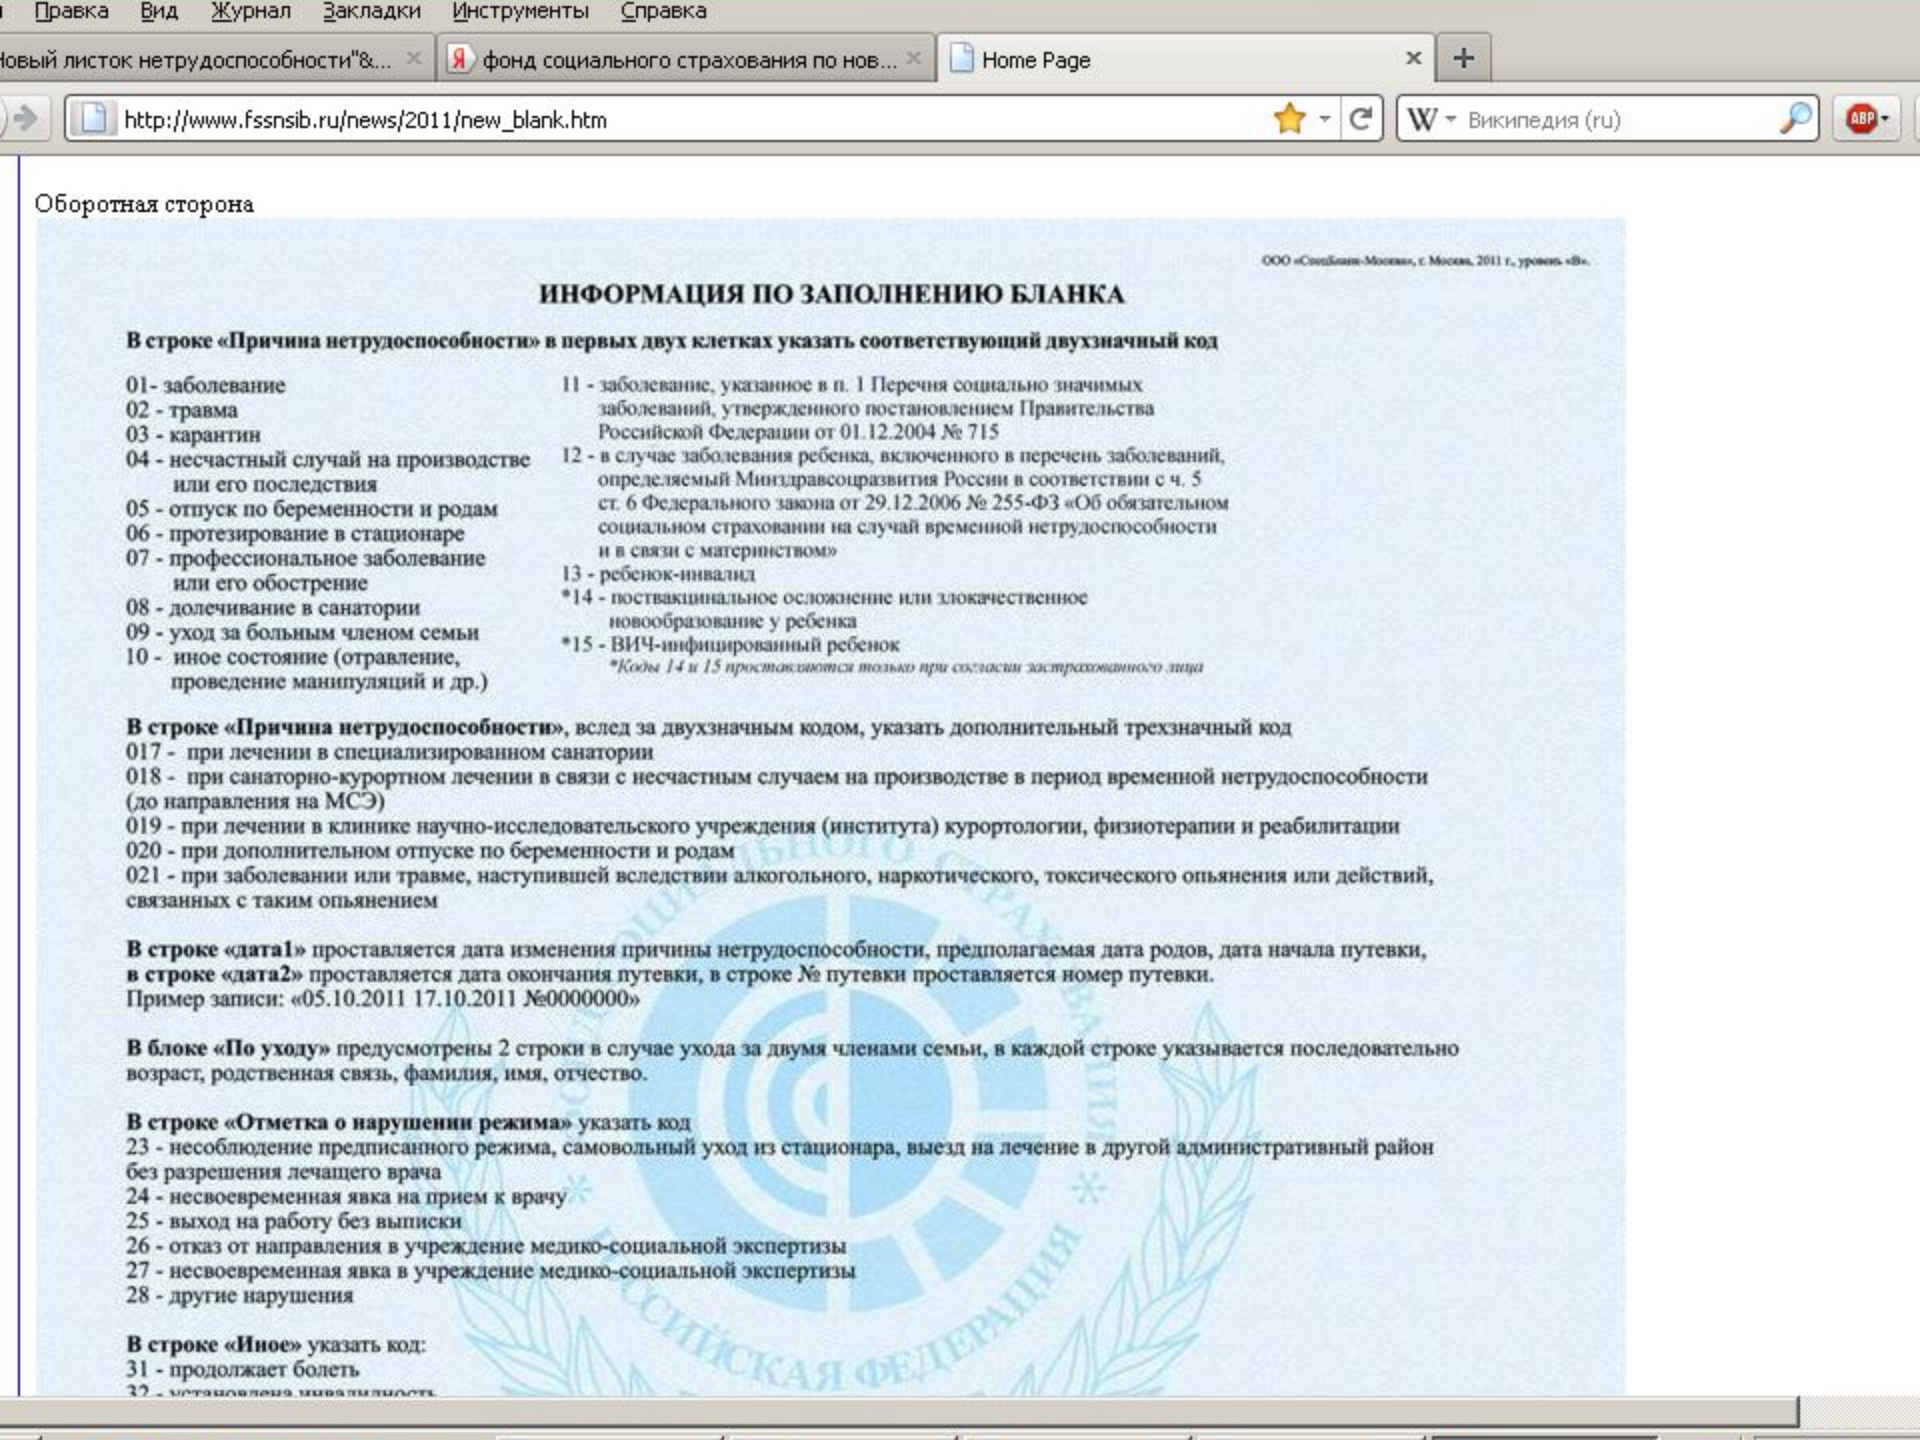 Правка Вид Журнал Закладки Инструменты Справка
Новый листок нетрудоспособности"&... фонд социального страхования по нов... Home Page
http://www.fssnsib.ru/news/2011/new_blank.htm W Википедия (ru) ABP
Оборотная сторона
ООО «СпецБланк-Москва», г. Москва, 2011 г., уровень «В».
ИНФОРМАЦИЯ ПО ЗАПОЛНЕНИЮ БЛАНКА
В строке «Причина нетрудоспособности» в первых двух клетках указать соответствующий двухзначный код
01- заболевание
02 - травма
03 - карантин
04 - несчастный случай на производстве
или его последствия
05 - отпуск по беременности и родам
06 - протезирование в стационаре
07 - профессиональное заболевание
или его обострение
08 - долечивание в санатории
09 - уход за больным членом семьи
10 - иное состояние (отравление,
проведение манипуляций и др.)
11 - заболевание, указанное в п. 1 Перечня социально значимых
заболеваний, утвержденного постановлением Правительства
Российской Федерации от 01.12.2004 № 715
12 - в случае заболевания ребенка, включенного в перечень заболеваний,
определяемый Минздравсоцразвития России в соответствии с ч. 5
ст. 6 Федерального закона от 29.12.2006 № 255-ФЗ «Об обязательном
социальном страховании на случай временной нетрудоспособности
и в связи с материнством»
13 - ребенок-инвалид
*14 - поствакцинальное осложнение или злокачественное
новообразование у ребенка
*15 - ВИЧ-инфицированный ребенок
*Коды 14 и 15 проставляются только при согласии застрахованного лица
В строке «Причина нетрудоспособности», вслед за двухзначным кодом, указать дополнительный трехзначный код
017 - при лечении в специализированном санатории
018 - при санаторно-курортном лечении в связи с несчастным случаем на производстве в период временной нетрудоспособности
(до направления на МСЭ)
019 - при лечении в клинике научно-исследовательского учреждения (института) курортологии, физиотерапии и реабилитации
020 - при дополнительном отпуске по беременности и родам
021 - при заболевании или травме, наступившей вследствии алкогольного, наркотического, токсического опьянения или действий,
связанных с таким опьянением
В строке «дата1» проставляется дата изменения причины нетрудоспособности, предполагаемая дата родов, дата начала путевки,
в строке «дата2» проставляется дата окончания путевки, в строке № путевки проставляется номер путевки.
Пример записи: «05.10.2011 17.10.2011 №0000000»
В блоке «По уходу» предусмотрены 2 строки в случае ухода за двумя членами семьи, в каждой строке указывается последовательно
возраст, родственная связь, фамилия, имя, отчество.
В строке «Отметка о нарушении режима» указать код
23 - несоблюдение предписанного режима, самовольный уход из стационара, выезд на лечение в другой административный район
без разрешения лечащего врача
24 - несвоевременная явка на прием к врачу
25 - выход на работу без выписки
26 - отказ от направления в учреждение медико-социальной экспертизы
27 - несвоевременная явка в учреждение медико-социальной экспертизы
28 - другие нарушения
В строке «Иное» указать код:
31 - продолжает болеть
32 - установлена инвалидность
СОЦИАЛЬНОГО СТРАХОВАНИЯ
РОССИЙСКАЯ ФЕДЕРАЦИЯ